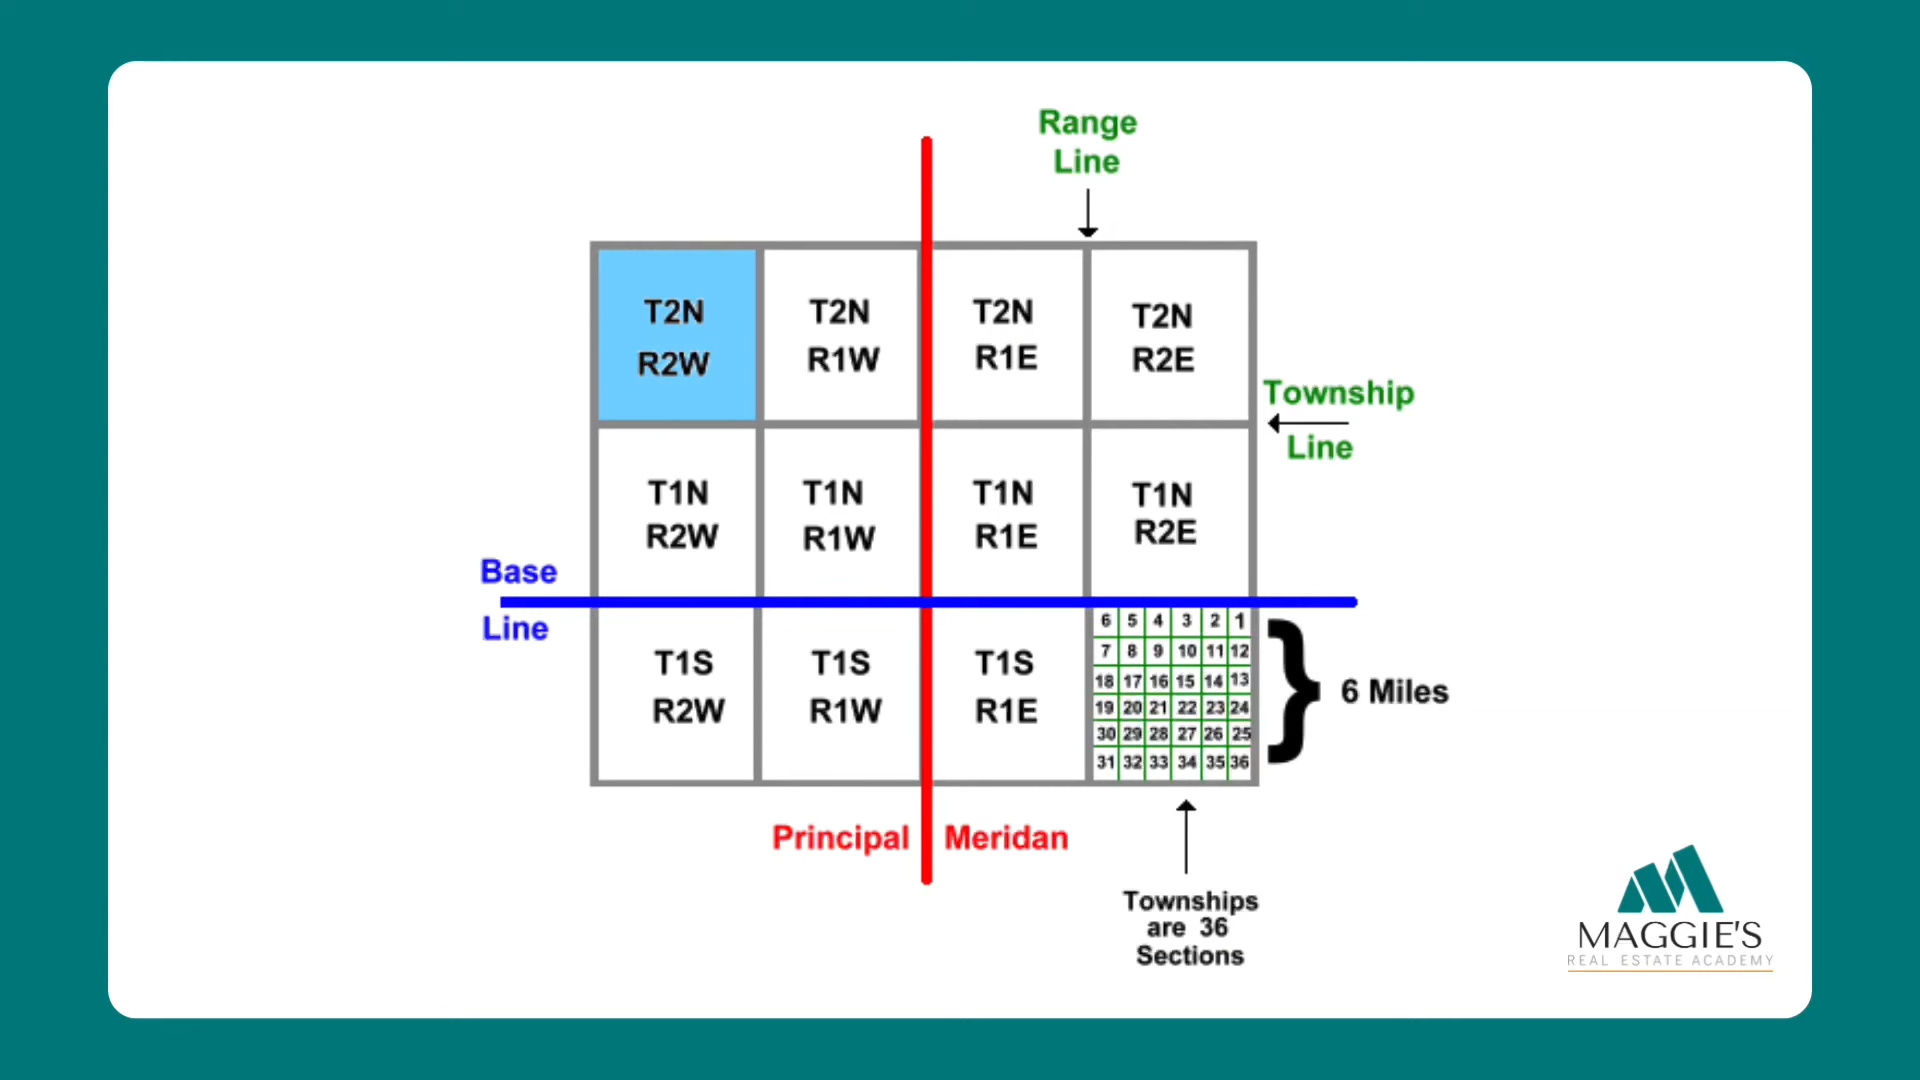 Range
Line
T2N
R2W
T2N
R1W
T2N
R1E
T2N
R2E
Township
Line
T1N
R2W
T1N
R1W
T1N
R1E
T1N
R2E
Base
Line
T1S
R2W
T1S
R1W
T1S
R1E
6 5 4 3 2 1
7 8 9 10 11 12
18 17 16 15 14 13
19 20 21 22 23 24
30 29 28 27 26 25
31 32 33 34 35 36
} 6 Miles
Principal Meridan
Townships
are 36
Sections
MAGGIE'S
REAL ESTATE ACADEMY